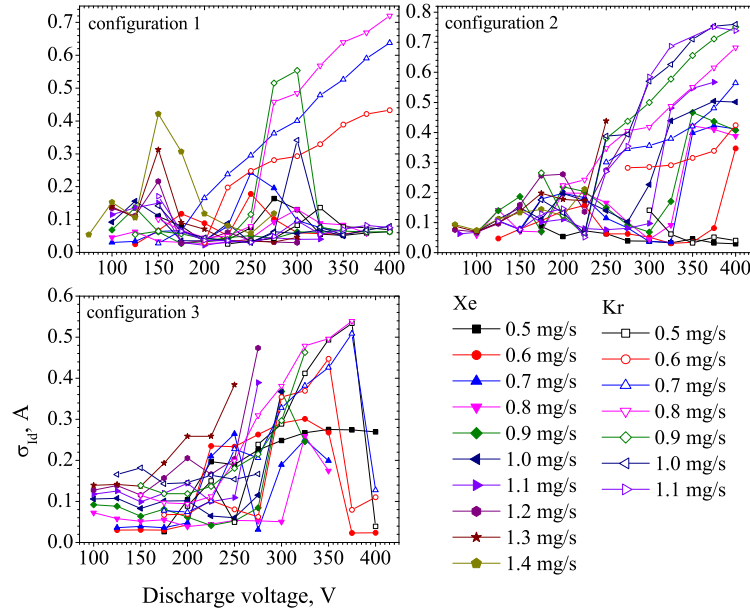 configuration 1
0.7
0.6
0.5
0.4
0.3
0.2
0.1
0.0
100 150 200 250 300 350 400
configuration 2
0.8
0.7
0.6
0.5
0.4
0.3
0.2
0.1
0.0
100 150 200 250 300 350 400
configuration 3
0.6
0.5
0.4
0.3
0.2
0.1
0.0
100 150 200 250 300 350 400
σId, A
Discharge voltage, V
Xe
0.5 mg/s
0.6 mg/s
0.7 mg/s
0.8 mg/s
0.9 mg/s
1.0 mg/s
1.1 mg/s
1.2 mg/s
1.3 mg/s
1.4 mg/s
Kr
0.5 mg/s
0.6 mg/s
0.7 mg/s
0.8 mg/s
0.9 mg/s
1.0 mg/s
1.1 mg/s